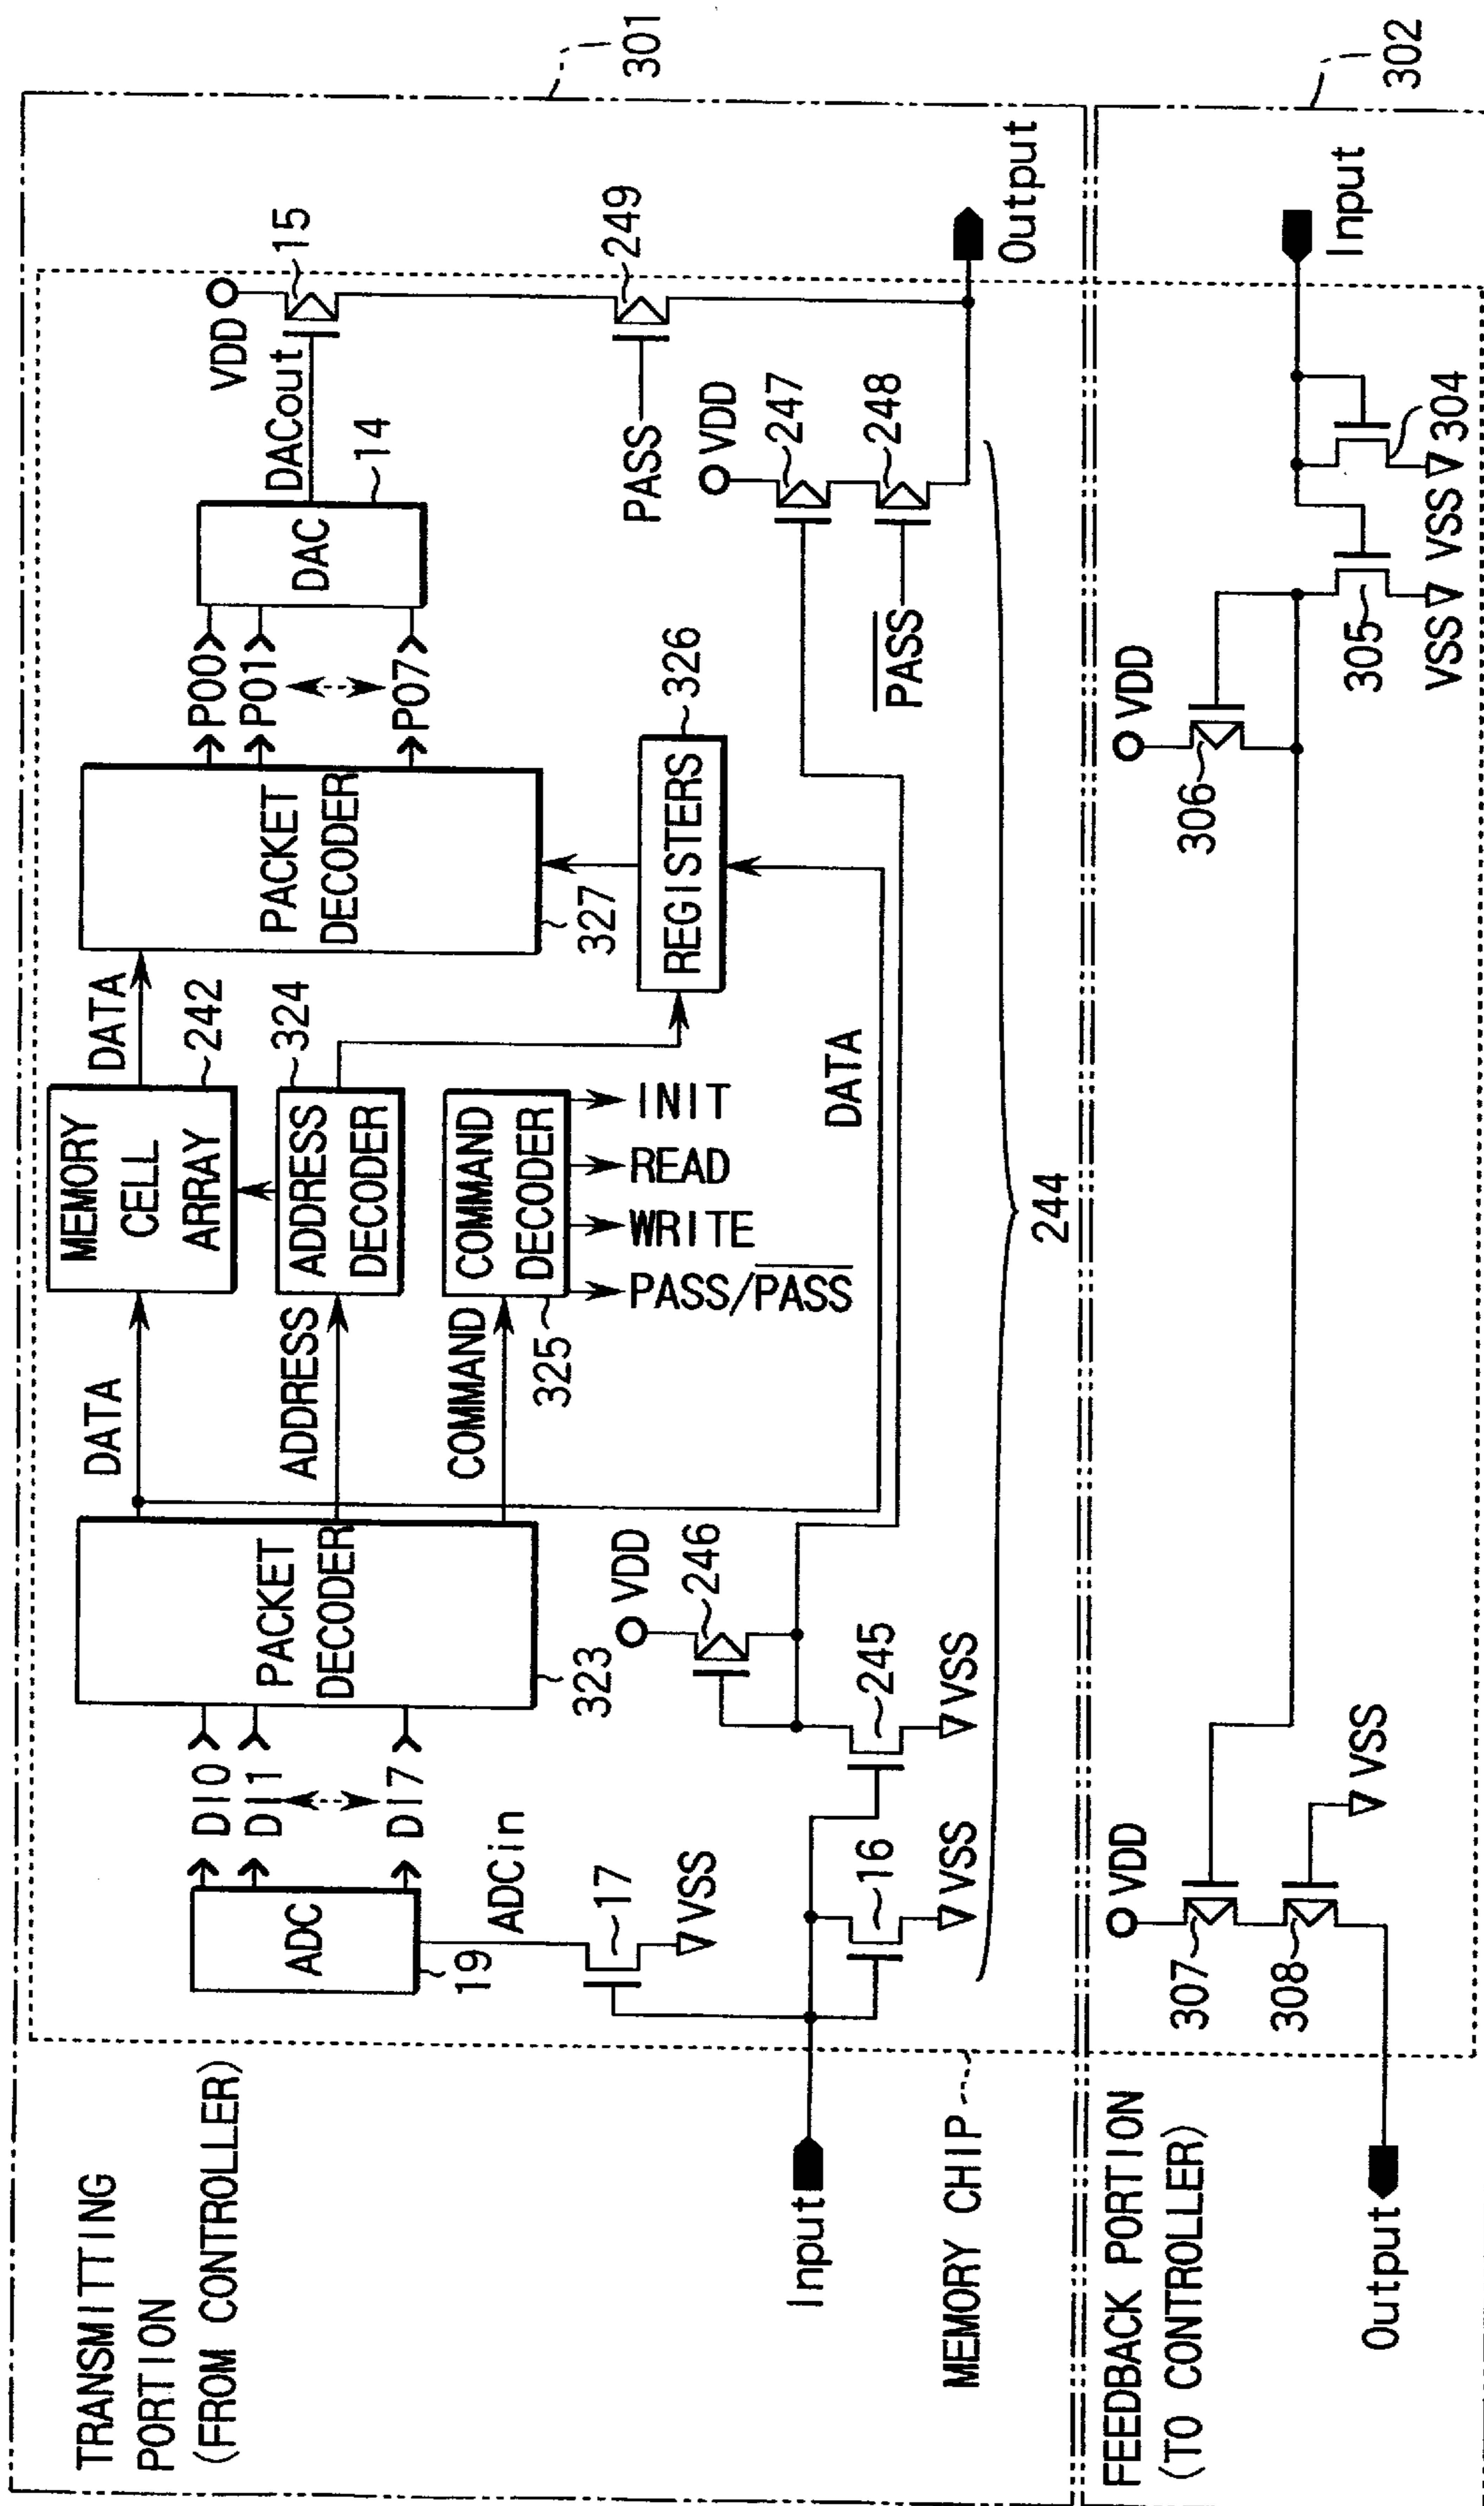 TRANSMITTING
PORTION
(FROM CONTROLLER)
301
ADC
19
ADCin
DI0
DI1
DI7
PACKET
DECODER
323
DATA
ADDRESS
COMMAND
MEMORY
CELL
ARRAY
242
ADDRESS
DECODER
324
COMMAND
DECODER
325
PASS/PASS
WRITE
READ
INIT
DATA
PACKET
DECODER
327
REGISTERS
326
DATA
PO0
PO1
PO7
DAC
14
DACout
VDD
15
PASS
249
VDD
247
PASS
248
Output
Input
17
VSS
16
VSS
VDD
246
245
VSS
244
MEMORY CHIP
FEEDBACK PORTION
(TO CONTROLLER)
302
Output
VDD
307
308
VSS
VDD
306
305
VSS
304
VSS
Input